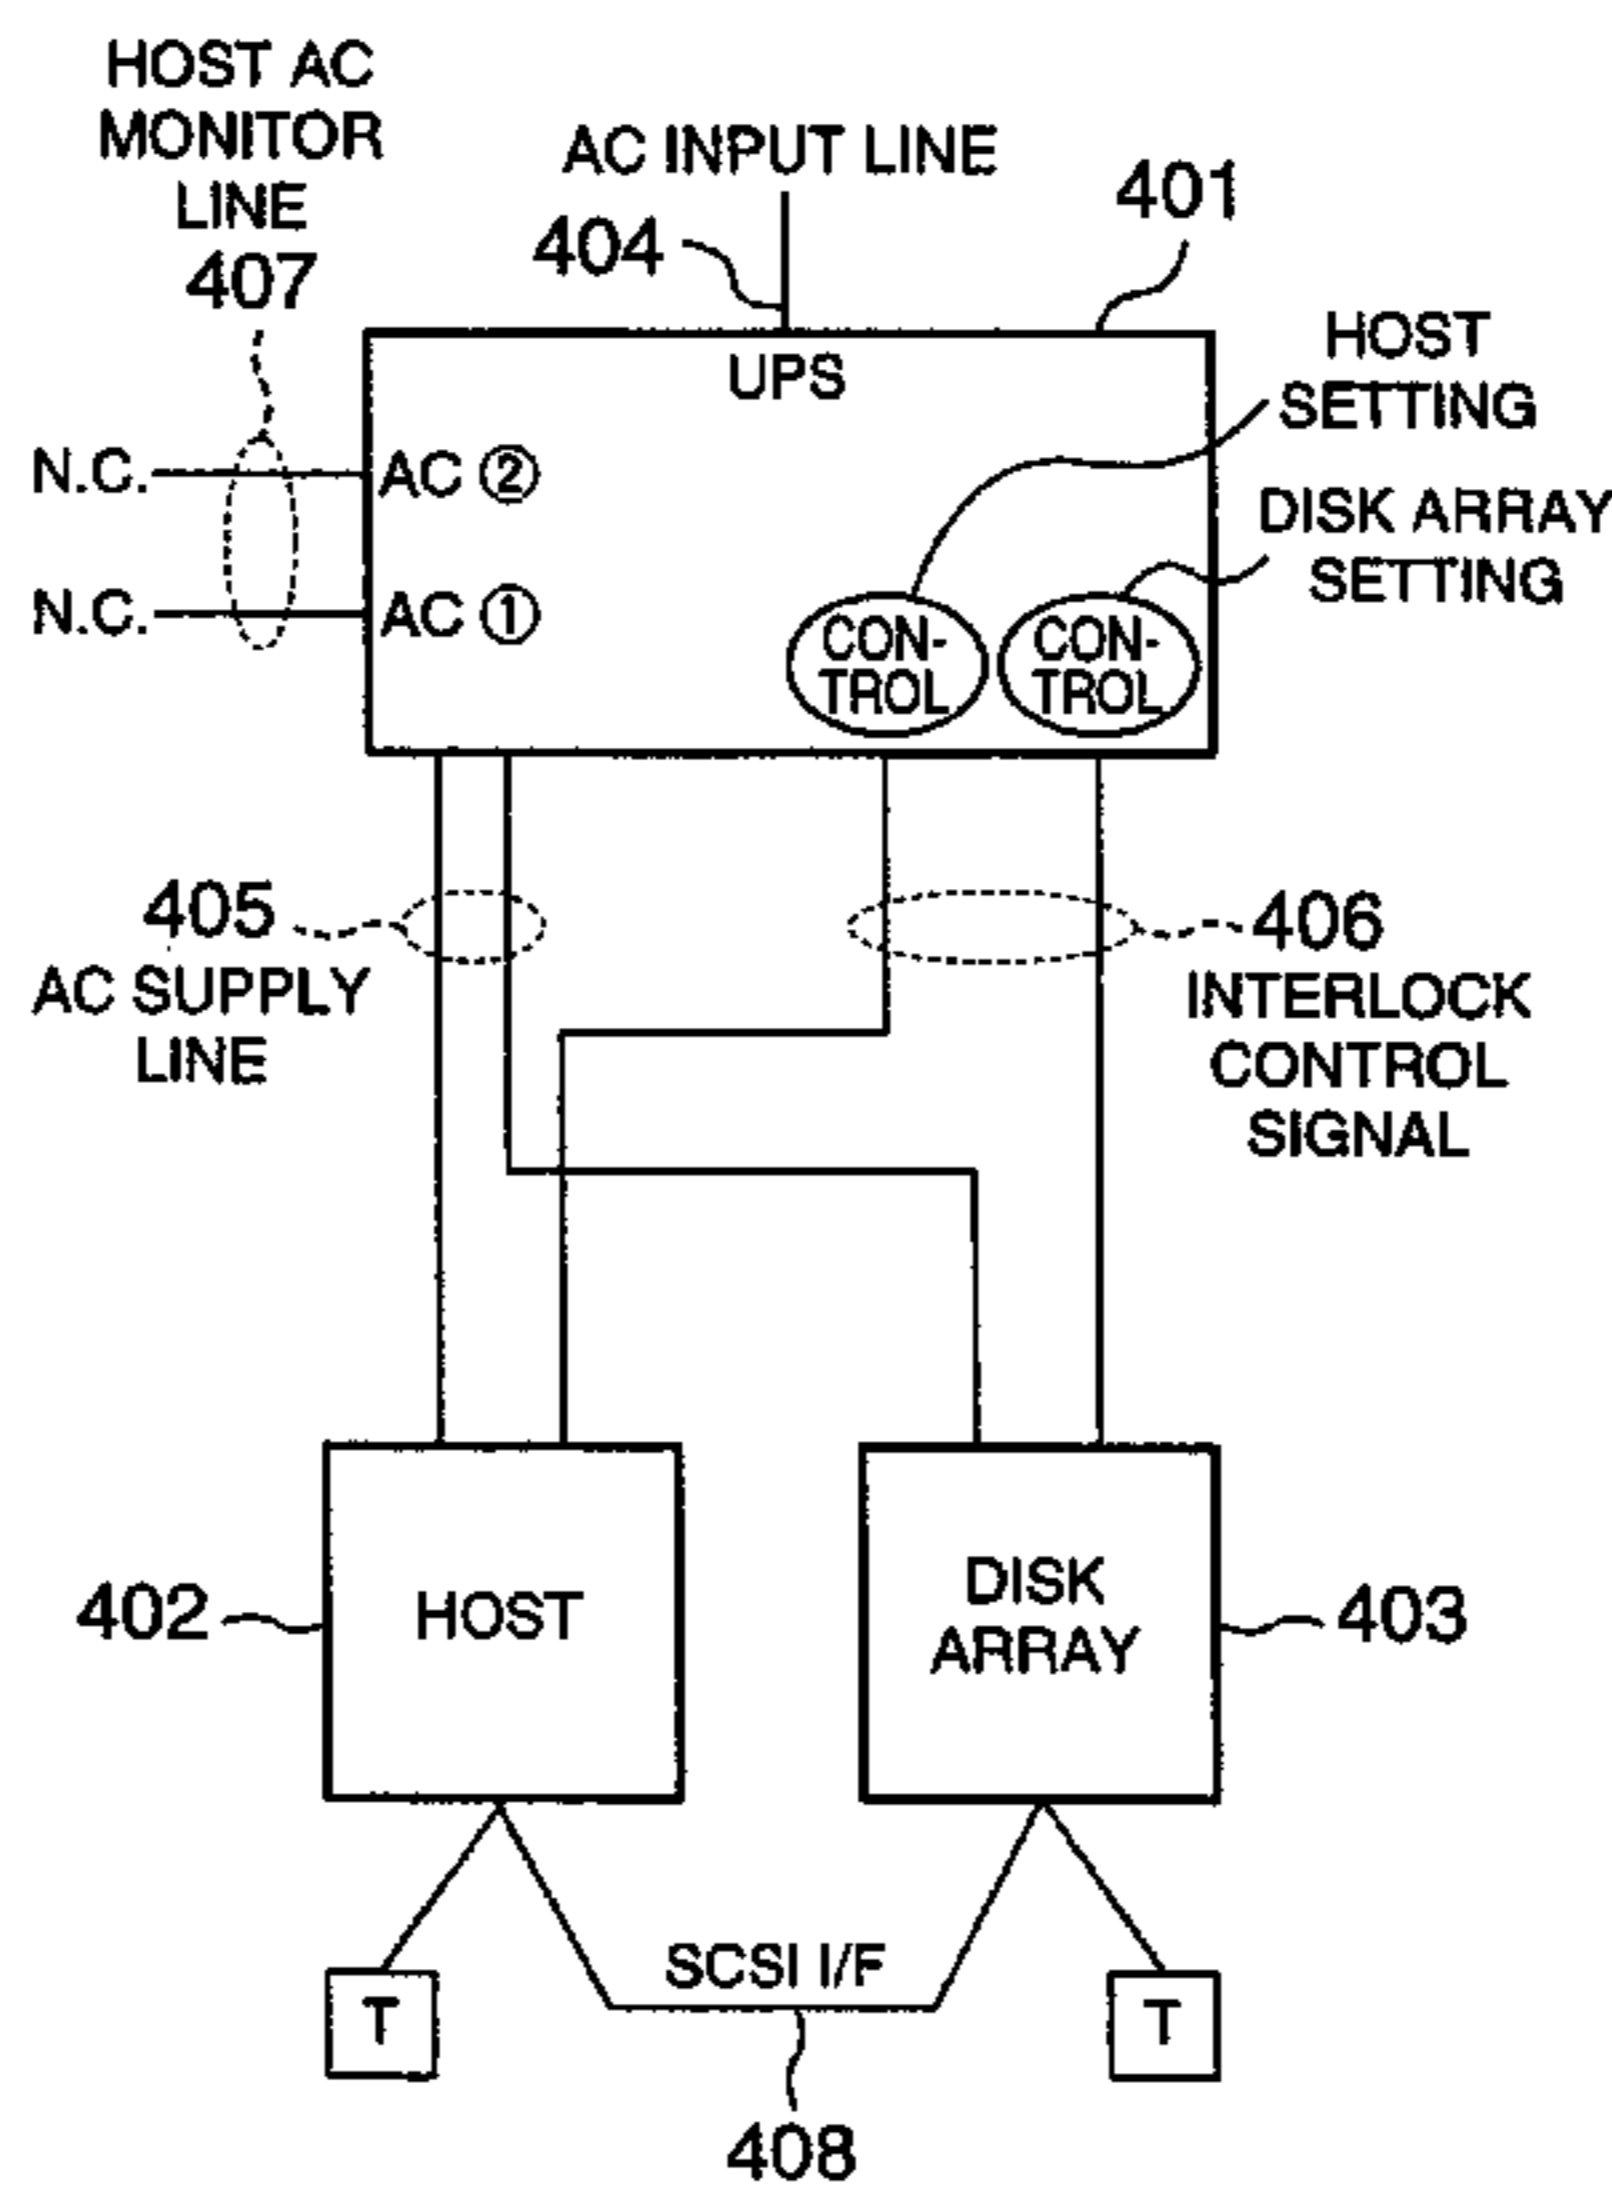 HOST AC
MONITOR
LINE
407
AC INPUT LINE
404
401
HOST
SETTING
UPS
N.C.
AC ②
DISK ARRAY
SETTING
N.C.
AC ①
CON-
TROL
CON-
TROL
405
AC SUPPLY
LINE
406
INTERLOCK
CONTROL
SIGNAL
402
HOST
DISK
ARRAY
403
SCSI I/F
T
T
408